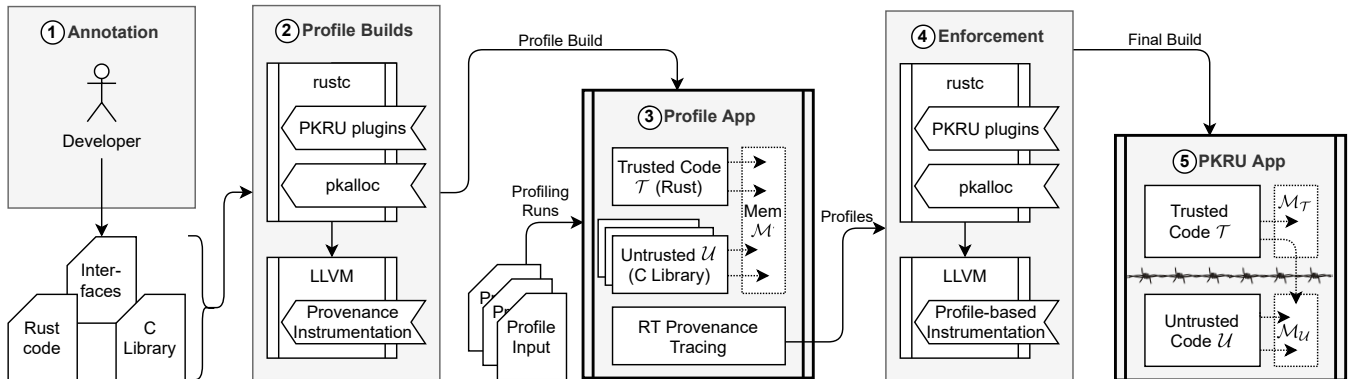 1 Annotation
Developer
Inter-
faces
Rust
code
C
Library
2 Profile Builds
rustc
PKRU plugins
pkalloc
LLVM
Provenance
Instrumentation
Profile Build
Profiling
Runs
Pr
Pr
Profile
Input
3 Profile App
Trusted Code
𝒯 (Rust)
Untrusted 𝒰
(C Library)
Mem
ℳ
RT Provenance
Tracing
Profiles
4 Enforcement
rustc
PKRU plugins
pkalloc
LLVM
Profile-based
Instrumentation
Final Build
5 PKRU App
Trusted
Code 𝒯
ℳ𝒯
Untrusted
Code 𝒰
ℳ𝒰